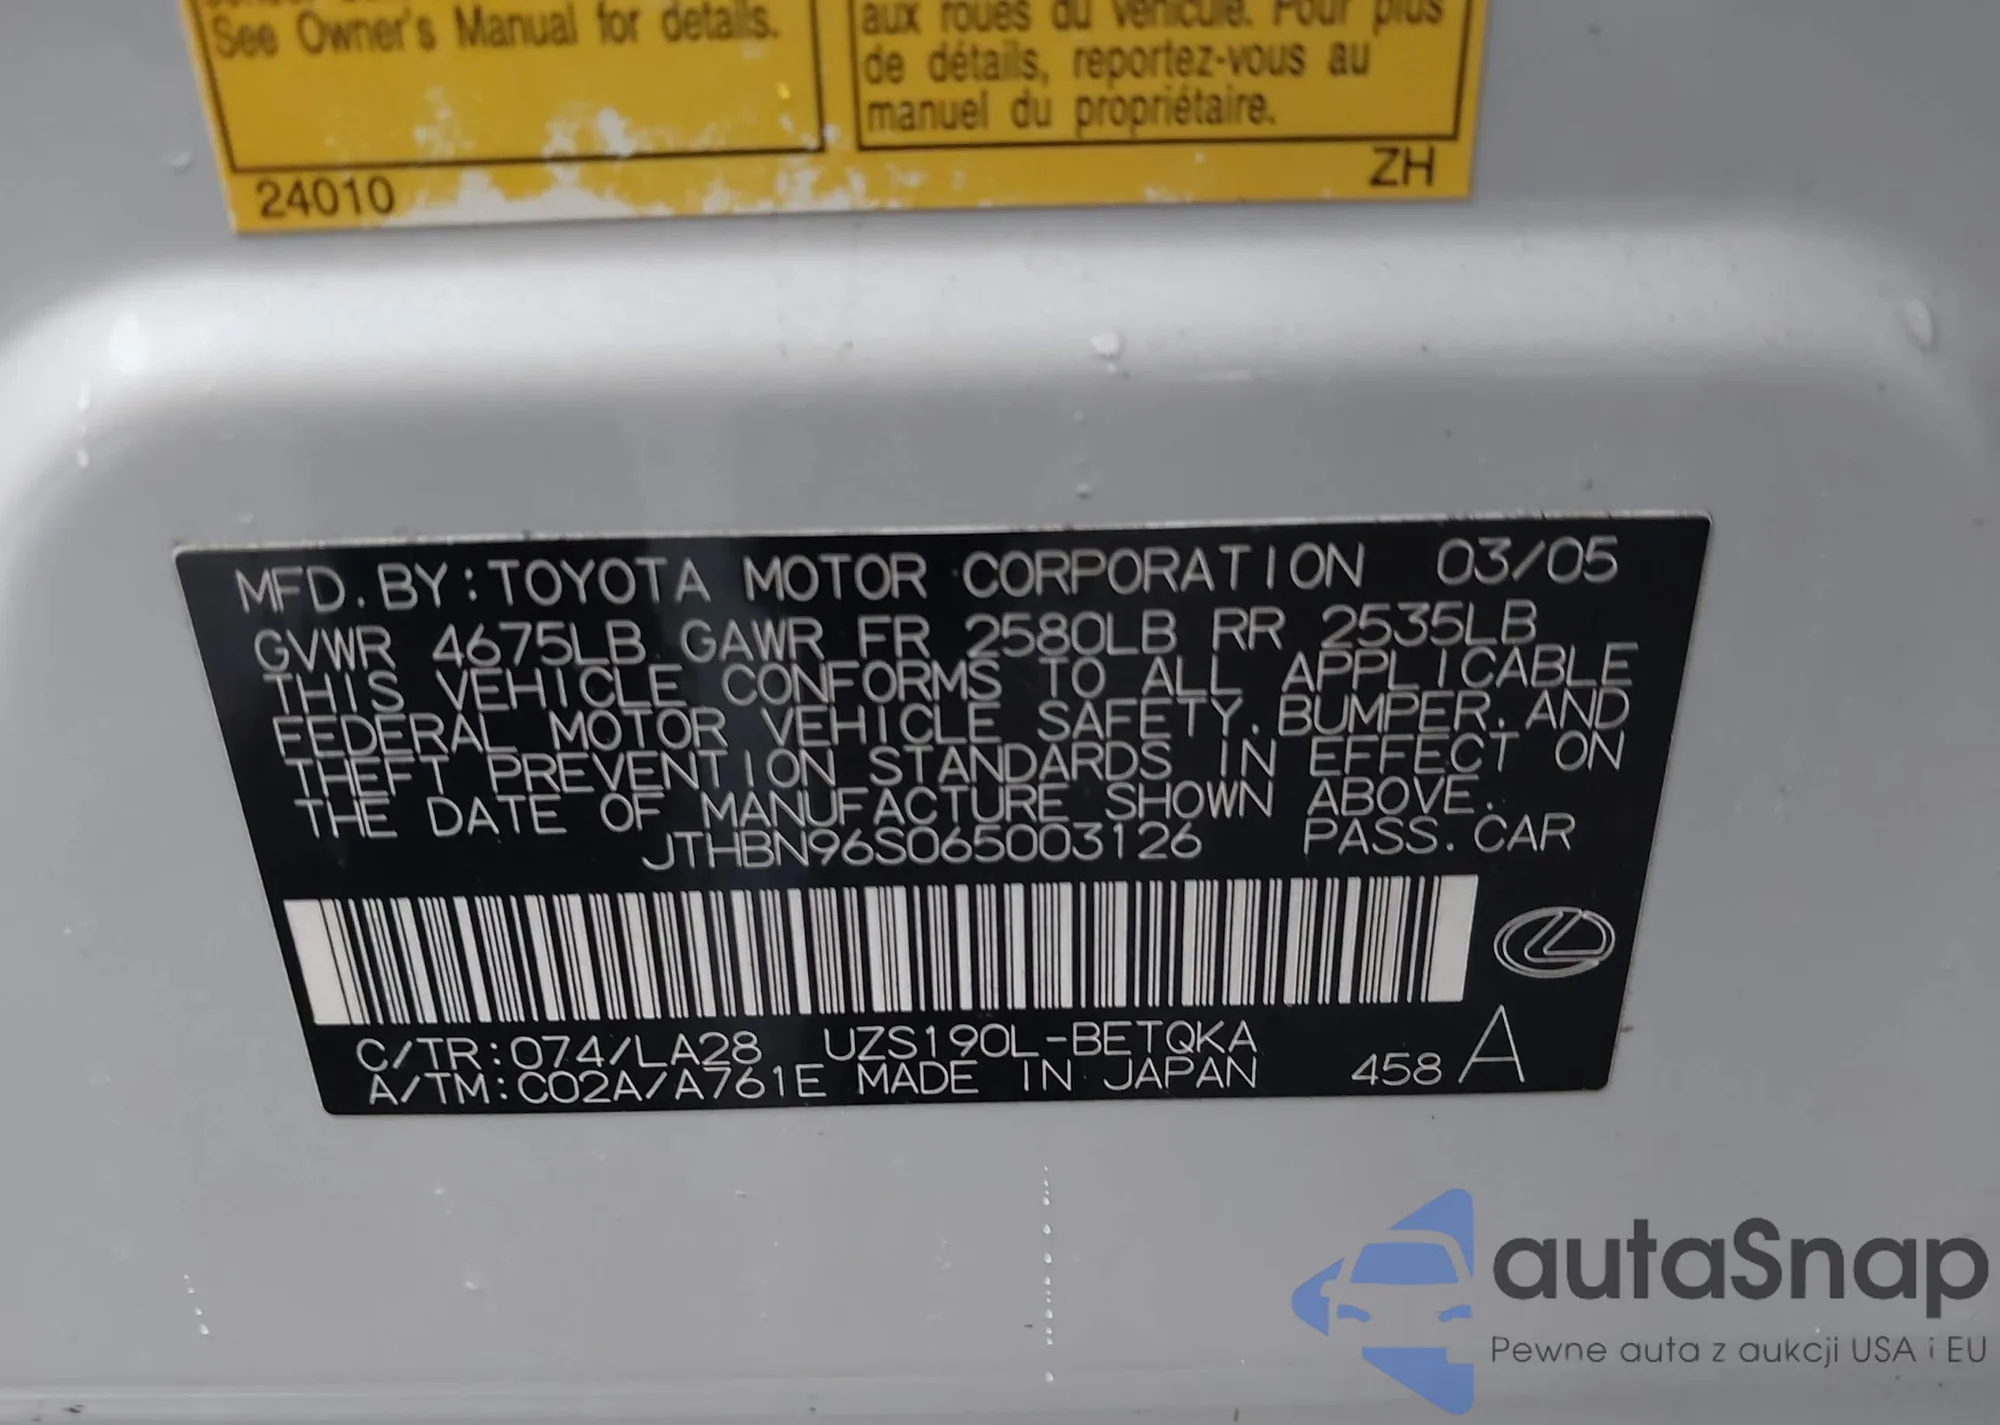 See Owner's Manual for details.
aux roues du véhicule. Pour plus
de détails, reportez-vous au
manuel du propriétaire.
24010
ZH
MFD. BY: TOYOTA MOTOR CORPORATION 03/05
GVWR 4675LB GAWR FR 2580LB RR 2535LB
THIS VEHICLE CONFORMS TO ALL APPLICABLE
FEDERAL MOTOR VEHICLE SAFETY. BUMPER. AND
THEFT PREVENTION STANDARDS IN EFFECT ON
THE DATE OF MANUFACTURE SHOWN ABOVE.
JTHBN96S065003126 PASS. CAR
C/TR:074/LA28 UZS190L-BETQKA
A/TM:C02A/A761E MADE IN JAPAN 458 A
autaSnap
Pewne auta z aukcji USA i EU